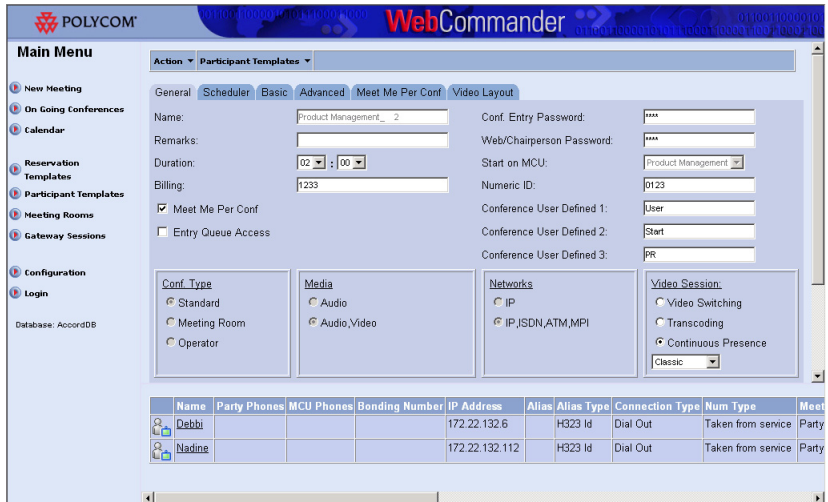 POLYCOM
WebCommander
Main Menu
New Meeting
On Going Conferences
Calendar
Reservation
Templates
Participant Templates
Meeting Rooms
Gateway Sessions
Configuration
Login
Database: AccordDB
Action Participant Templates
General Scheduler Basic Advanced Meet Me Per Conf Video Layout
Name: Product Management_ 2
Remarks:
Duration: 02 : 00
Billing: 1233
Meet Me Per Conf
Entry Queue Access
Conf. Entry Password: ****
Web/Chairperson Password: ****
Start on MCU: Product Management
Numeric ID: 0123
Conference User Defined 1: User
Conference User Defined 2: Start
Conference User Defined 3: PR
Conf. Type
Standard
Meeting Room
Operator
Media
Audio
Audio,Video
Networks
IP
IP,ISDN,ATM,MPI
Video Session:
Video Switching
Transcoding
Continuous Presence
Classic
Name Party Phones MCU Phones Bonding Number IP Address Alias Alias Type Connection Type Num Type Meet
Debbi 172.22.132.6 H323 Id Dial Out Taken from service Party
Nadine 172.22.132.112 H323 Id Dial Out Taken from service Party